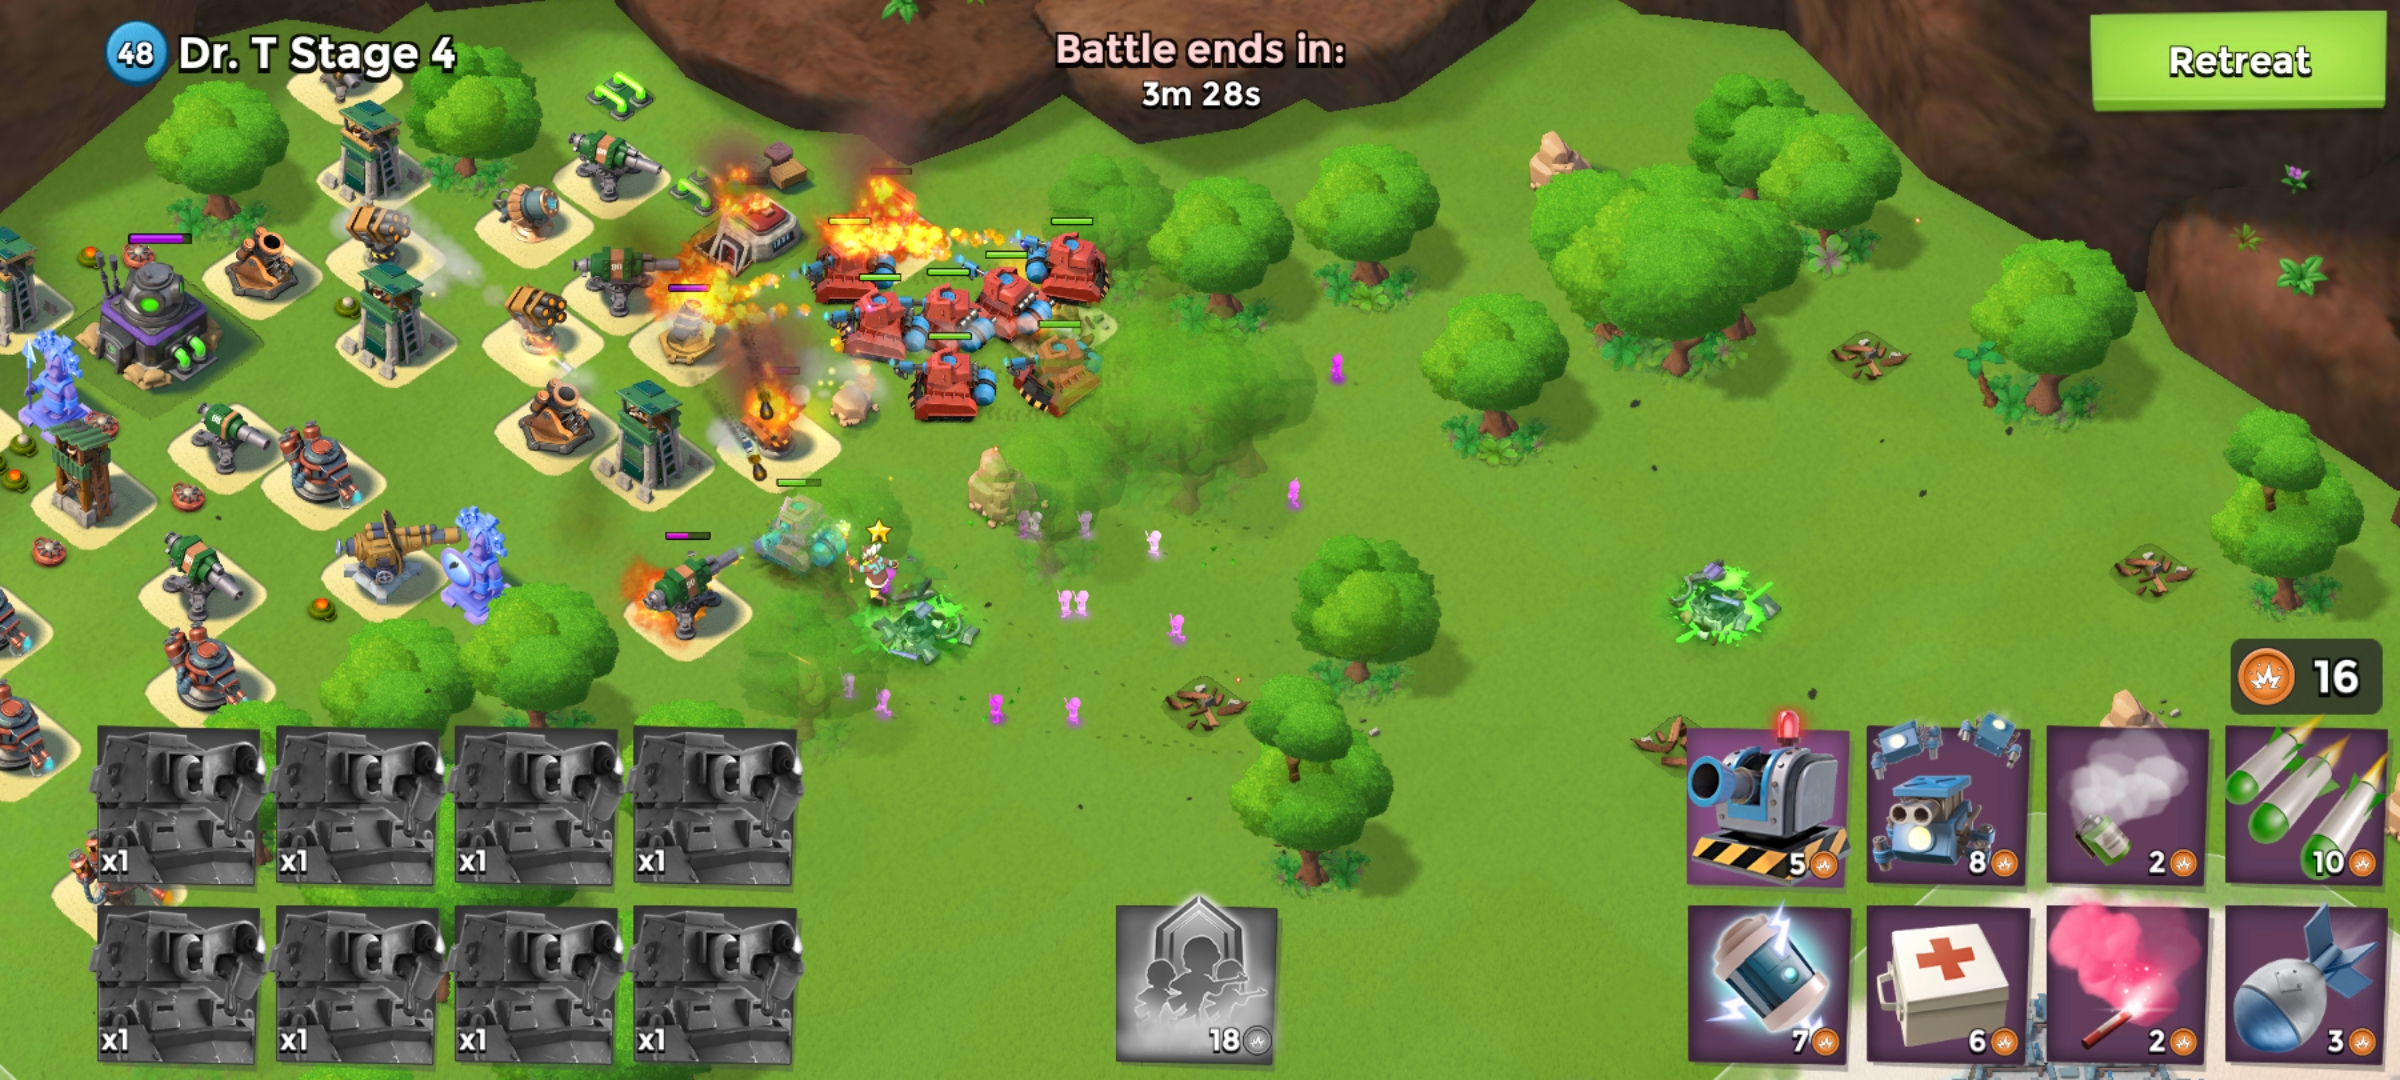 48 Dr. T Stage 4
Battle ends in:
3m 28s
Retreat
16
x1 x1 x1 x1
5 8 2 10
x1 x1 x1 x1
18
7 6 2 3